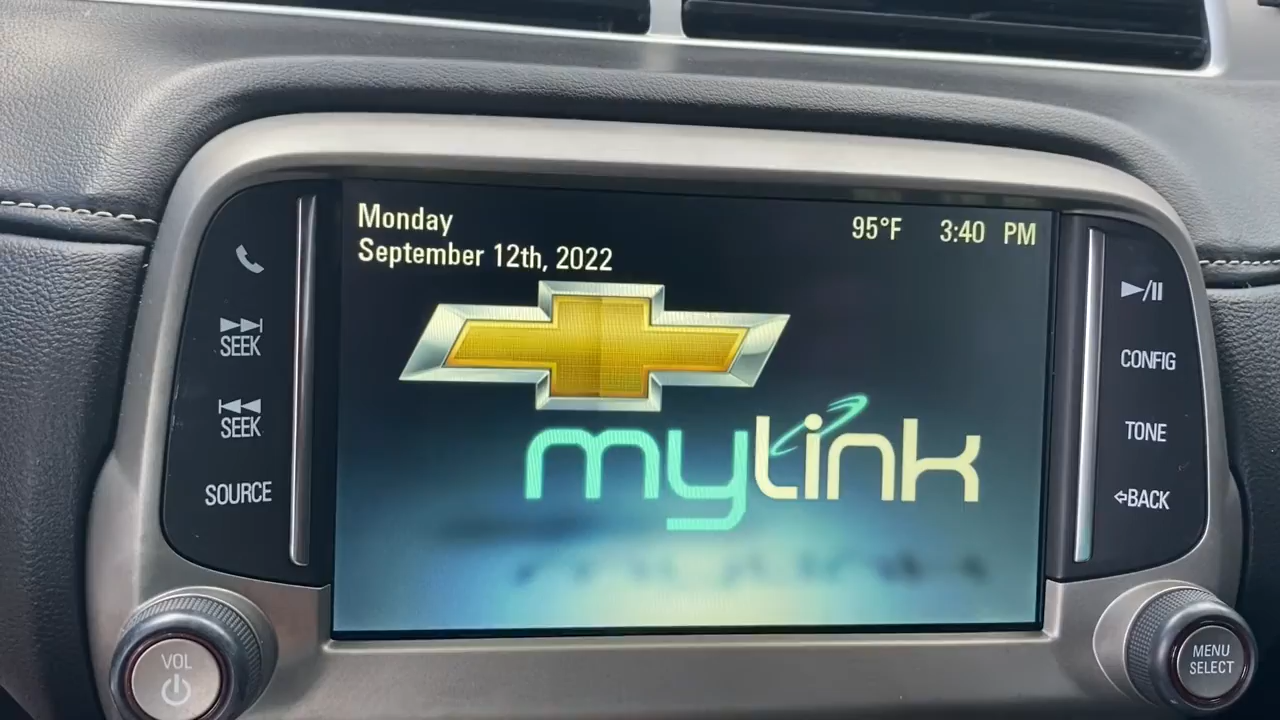 Monday
September 12th, 2022
95°F 3:40 PM
mylink
SEEK
SEEK
SOURCE
VOL
CONFIG
TONE
BACK
MENU
SELECT